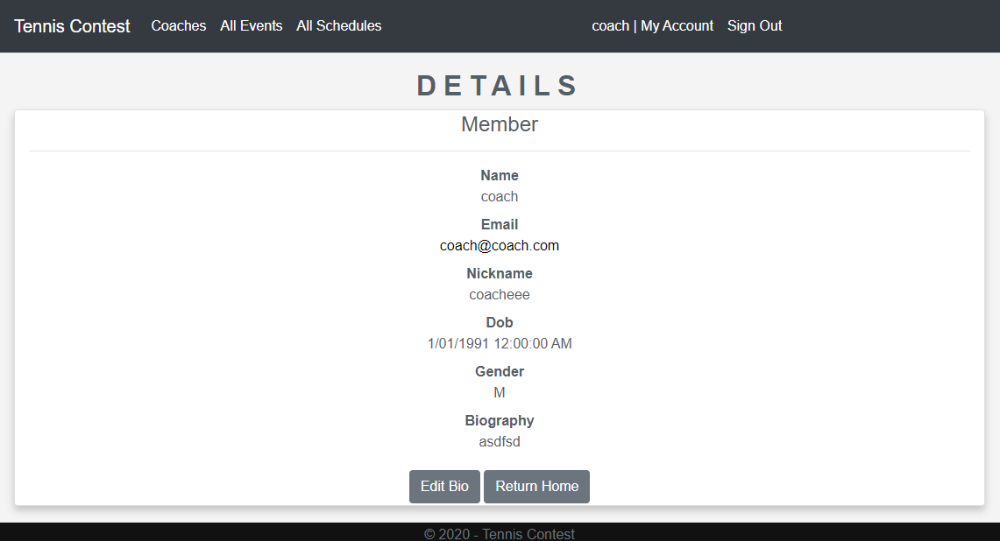 Tennis Contest Coaches All Events All Schedules coach | My Account Sign Out
DETAILS
Member
Name
coach
Email
coach@coach.com
Nickname
coacheee
Dob
1/01/1991 12:00:00 AM
Gender
M
Biography
asdfsd
Edit Bio Return Home
© 2020 - Tennis Contest